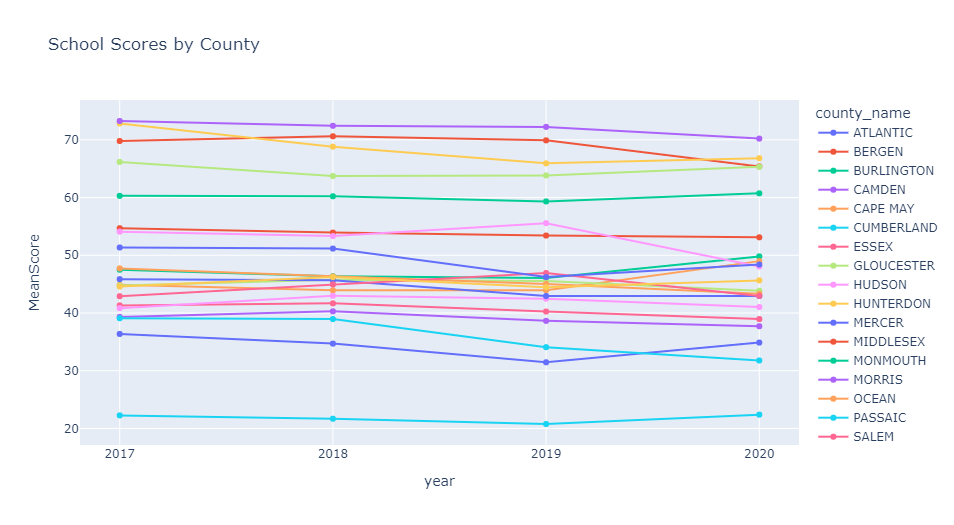 School Scores by County
county_name
ATLANTIC
BERGEN
BURLINGTON
CAMDEN
CAPE MAY
CUMBERLAND
ESSEX
GLOUCESTER
HUDSON
HUNTERDON
MERCER
MIDDLESEX
MONMOUTH
MORRIS
OCEAN
PASSAIC
SALEM
MeanScore
70
60
50
40
30
20
2017
2018
2019
2020
year